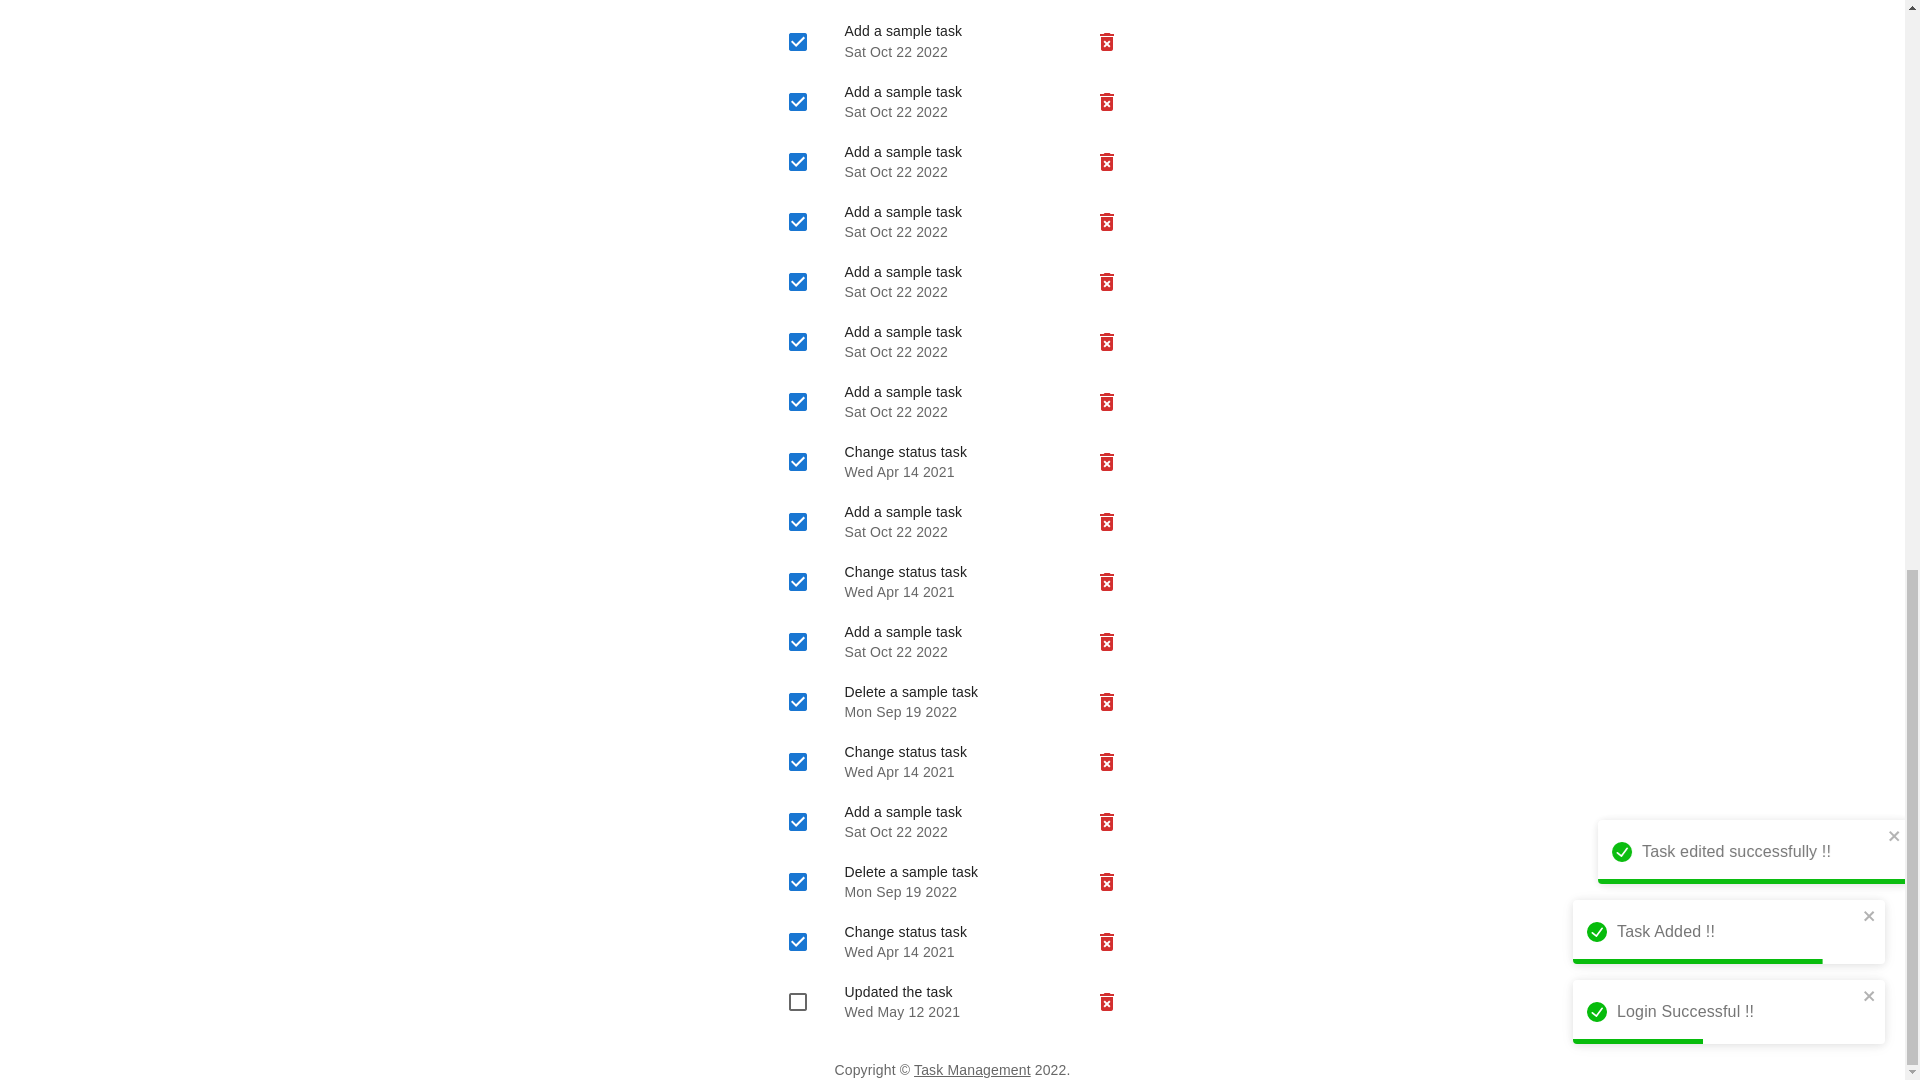 Add a sample task
Sat Oct 22 2022
Add a sample task
Sat Oct 22 2022
Add a sample task
Sat Oct 22 2022
Add a sample task
Sat Oct 22 2022
Add a sample task
Sat Oct 22 2022
Add a sample task
Sat Oct 22 2022
Add a sample task
Sat Oct 22 2022
Change status task
Wed Apr 14 2021
Add a sample task
Sat Oct 22 2022
Change status task
Wed Apr 14 2021
Add a sample task
Sat Oct 22 2022
Delete a sample task
Mon Sep 19 2022
Change status task
Wed Apr 14 2021
Add a sample task
Sat Oct 22 2022
Delete a sample task
Mon Sep 19 2022
Change status task
Wed Apr 14 2021
Updated the task
Wed May 12 2021
Copyright © Task Management 2022.
Task edited successfully !!
Task Added !!
Login Successful !!